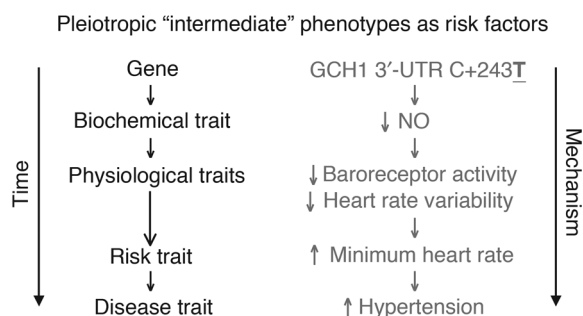 Pleiotropic “intermediate” phenotypes as risk factors
Time
Gene
Biochemical trait
Physiological traits
Risk trait
Disease trait
GCH1 3′-UTR C+243T
↓ NO
↓ Baroreceptor activity
↓ Heart rate variability
↑ Minimum heart rate
↑ Hypertension
Mechanism